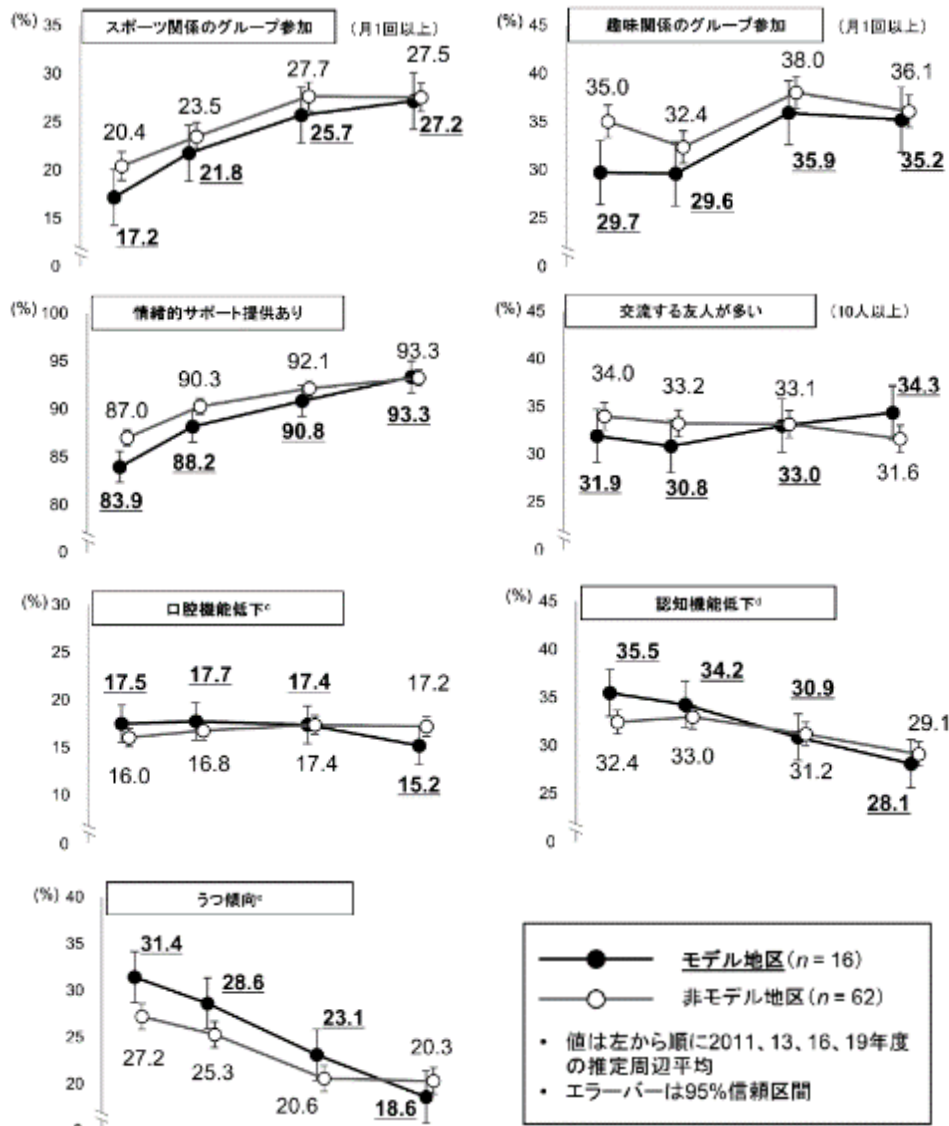 スポーツ関係のグループ参加 (月1回以上)
(%) 35
30
25
20
15
0
20.4 23.5 27.7 27.5
17.2 21.8 25.7 27.2
趣味関係のグループ参加 (月1回以上)
(%) 45
40
35
30
25
0
35.0 32.4 38.0 36.1
29.7 29.6 35.9 35.2
情緒的サポート提供あり
(%) 100
95
90
85
80
0
87.0 90.3 92.1 93.3
83.9 88.2 90.8 93.3
交流する友人が多い (10人以上)
(%) 45
40
35
30
25
0
34.0 33.2 33.1 34.3
31.9 30.8 33.0 31.6
口腔機能低下c
(%) 30
25
20
15
10
0
17.5 17.7 17.4 17.2
16.0 16.8 17.4 15.2
認知機能低下d
(%) 45
40
35
30
25
0
35.5 34.2 30.9 29.1
32.4 33.0 31.2 28.1
うつ傾向e
(%) 40
35
30
25
20
31.4 28.6 23.1 20.3
27.2 25.3 20.6 18.6
モデル地区(n = 16)
非モデル地区(n = 62)
• 値は左から順に2011、13、16、19年度
の推定周辺平均
• エラーバーは95%信頼区間